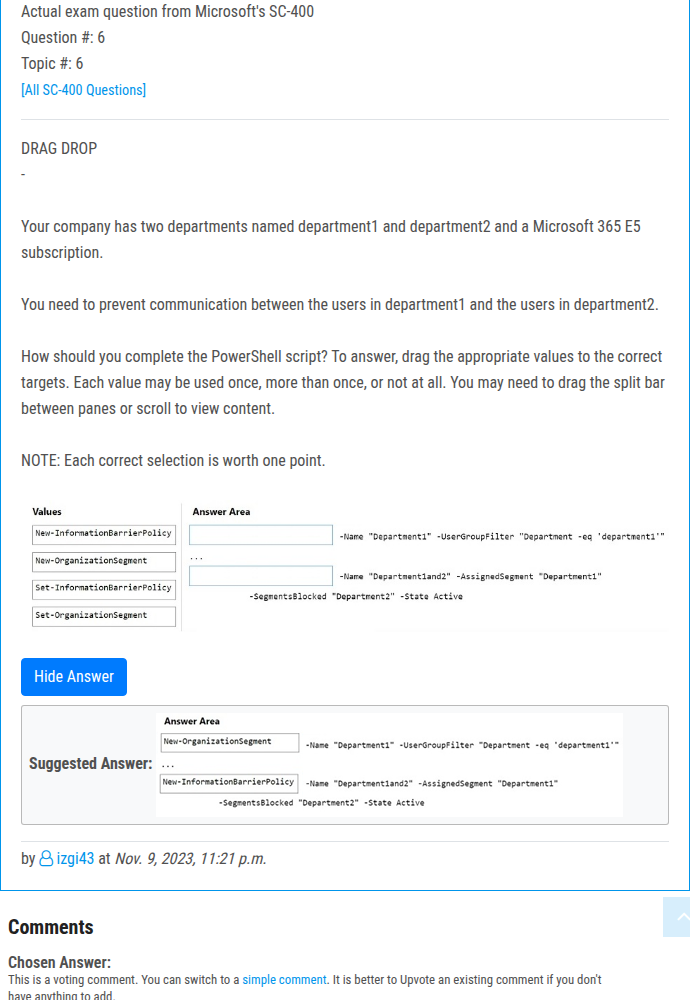 Actual exam question from Microsoft's SC-400
Question #: 6
Topic #: 6
[All SC-400 Questions]
DRAG DROP
-
Your company has two departments named department1 and department2 and a Microsoft 365 E5
subscription.
You need to prevent communication between the users in department1 and the users in department2.
How should you complete the PowerShell script? To answer, drag the appropriate values to the correct
targets. Each value may be used once, more than once, or not at all. You may need to drag the split bar
between panes or scroll to view content.
NOTE: Each correct selection is worth one point.
Values
New-InformationBarrierPolicy
New-OrganizationSegment
Set-InformationBarrierPolicy
Set-OrganizationSegment
Answer Area
-Name "Department1" -UserGroupFilter "Department -eq 'department1'"
...
-Name "Department1and2" -AssignedSegment "Department1"
-SegmentsBlocked "Department2" -State Active
Hide Answer
Suggested Answer:
Answer Area
New-OrganizationSegment -Name "Department1" -UserGroupFilter "Department -eq 'department1'"
...
New-InformationBarrierPolicy -Name "Department1and2" -AssignedSegment "Department1"
-SegmentsBlocked "Department2" -State Active
by izgi43 at Nov. 9, 2023, 11:21 p.m.
Comments
Chosen Answer:
This is a voting comment. You can switch to a simple comment. It is better to Upvote an existing comment if you don't
have anything to add.